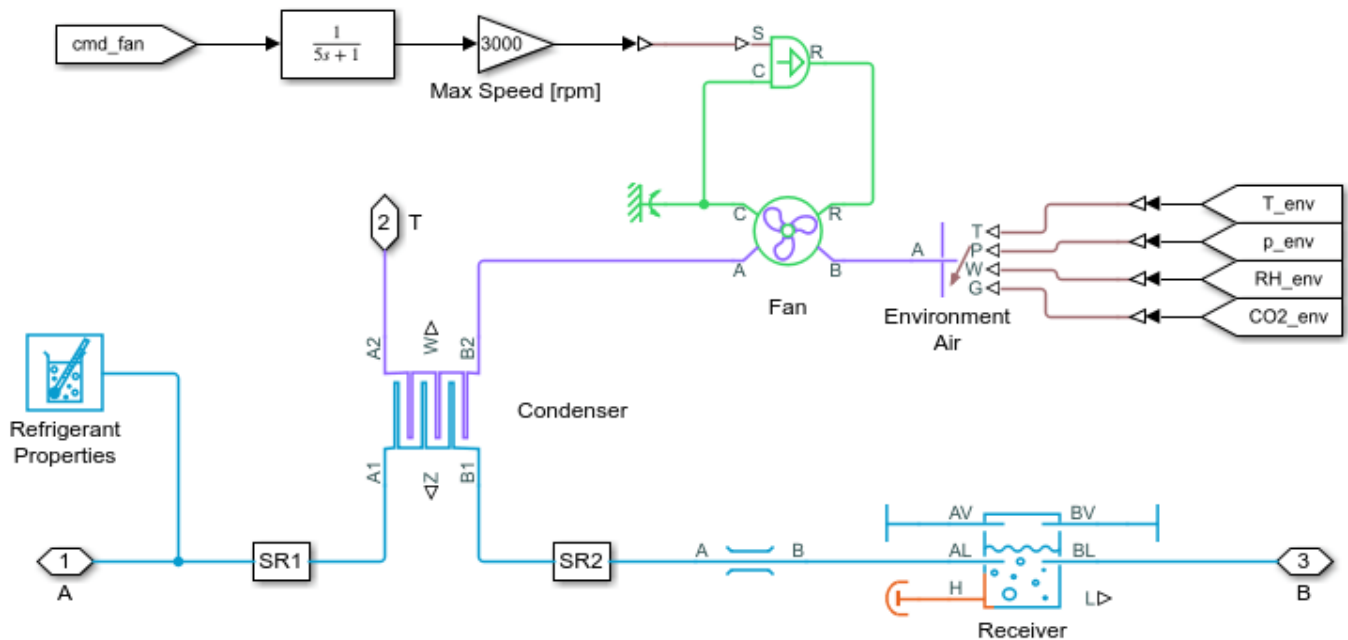 cmd_fan
1
5s + 1
3000
Max Speed [rpm]
S
C
R
2
T
C
R
A
B
Fan
A
T
P
W
G
Environment
Air
T_env
p_env
RH_env
CO2_env
A2
W
B2
Condenser
A1
Z
B1
Refrigerant
Properties
1
A
SR1
SR2
A
B
AV
BV
AL
BL
H
L
Receiver
3
B